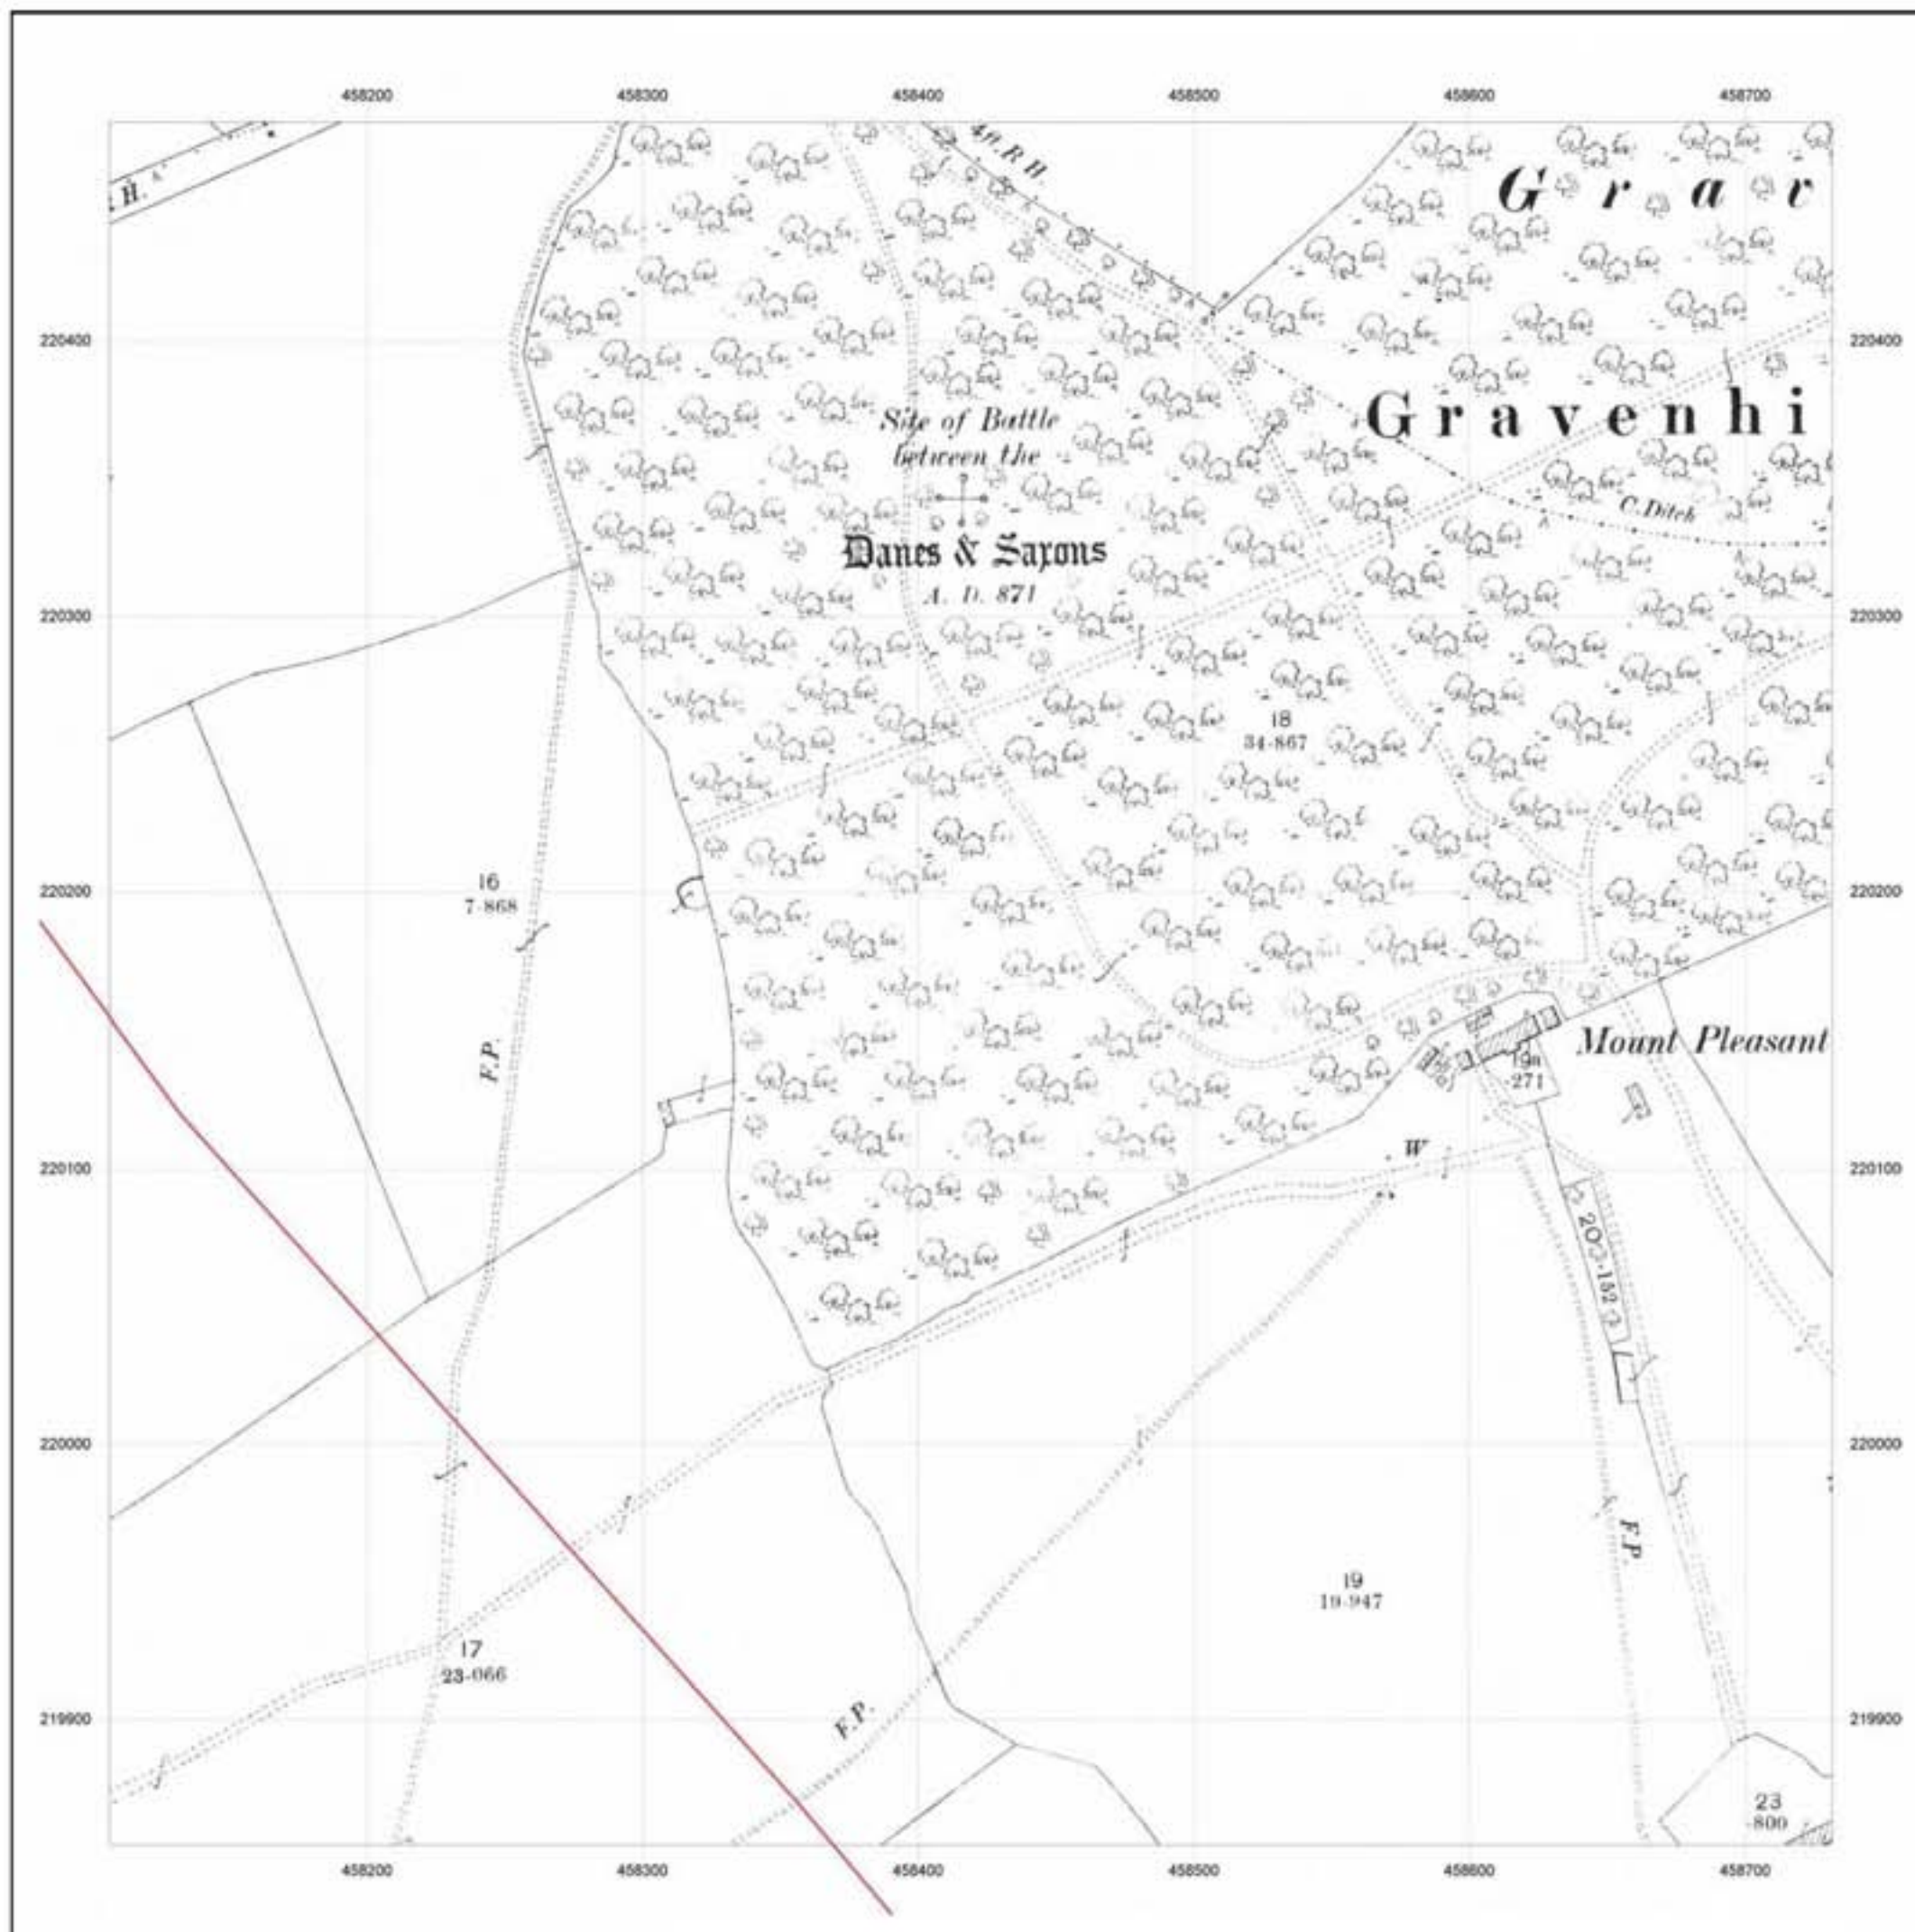 458200 458300 458400 458500 458600 458700
4ft. R.H.
H.
G r a v
220400 220400
Site of Battle
between the
Gravenhi
C. Ditch
Danes & Saxons
A. D. 871
220300 220300
18
34·867
16
7·868
220200 220200
F.P.
Mount Pleasant
19a
·271
W
220100 220100
20 ·152
220000 220000
F.P.
19
19·947
17
23·066
219900 219900
F.P.
23
·800
458200 458300 458400 458500 458600 458700